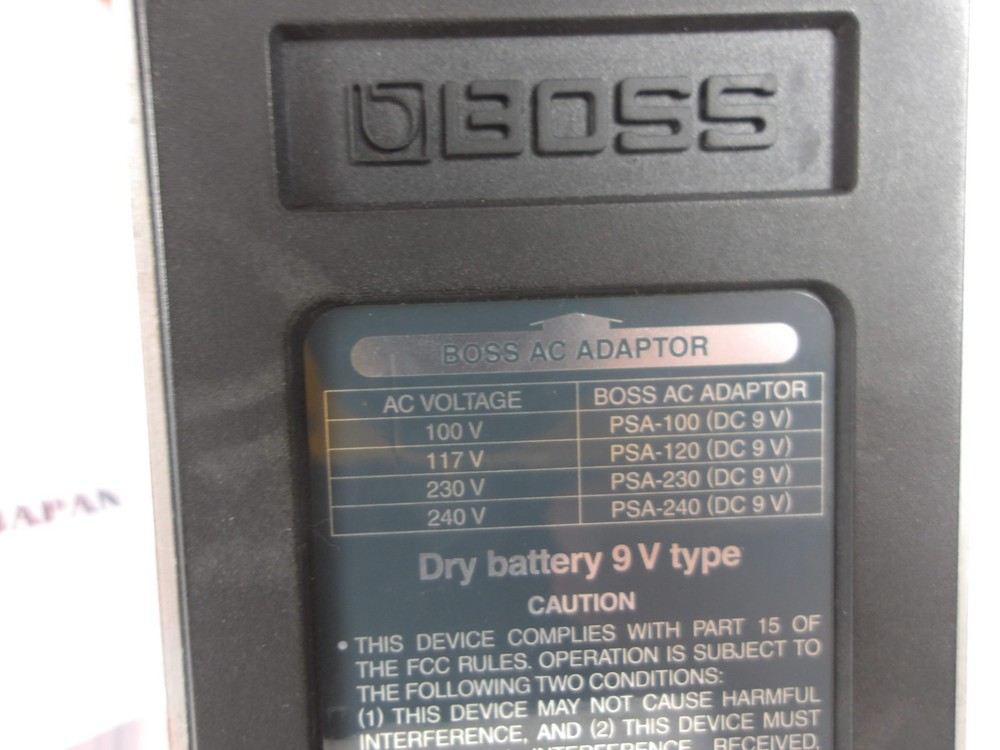 BOSS
BOSS AC ADAPTOR
AC VOLTAGE BOSS AC ADAPTOR
100 V PSA-100 (DC 9 V)
117 V PSA-120 (DC 9 V)
230 V PSA-230 (DC 9 V)
240 V PSA-240 (DC 9 V)
Dry battery 9 V type
CAUTION
• THIS DEVICE COMPLIES WITH PART 15 OF
THE FCC RULES. OPERATION IS SUBJECT TO
THE FOLLOWING TWO CONDITIONS:
(1) THIS DEVICE MAY NOT CAUSE HARMFUL
INTERFERENCE, AND (2) THIS DEVICE MUST
INTERFERENCE RECEIVED,
JAPAN